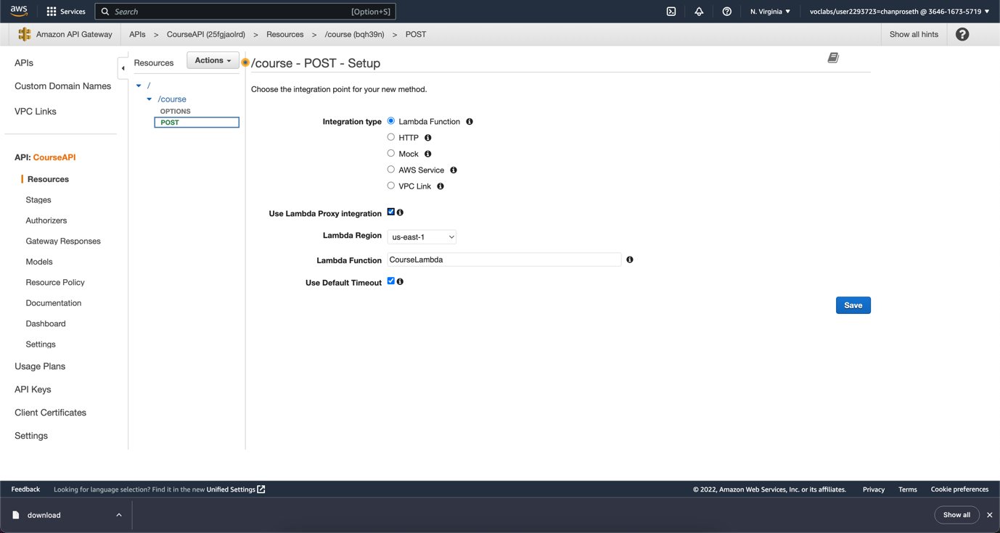 aws
Services
Search
[Option+S]
N. Virginia
voclabs/user2293723=chanproseth @ 3646-1673-5719
Amazon API Gateway
APIs > CourseAPI (25fgjaolrd) > Resources > /course (bqh39n) > POST
Show all hints
APIs
Custom Domain Names
VPC Links
API: CourseAPI
Resources
Stages
Authorizers
Gateway Responses
Models
Resource Policy
Documentation
Dashboard
Settings
Usage Plans
API Keys
Client Certificates
Settings
Resources
Actions
/
/course
OPTIONS
POST
/course - POST - Setup
Choose the integration point for your new method.
Integration type
Lambda Function
HTTP
Mock
AWS Service
VPC Link
Use Lambda Proxy integration
Lambda Region
us-east-1
Lambda Function
CourseLambda
Use Default Timeout
Save
Feedback
Looking for language selection? Find it in the new Unified Settings
© 2022, Amazon Web Services, Inc. or its affiliates.
Privacy
Terms
Cookie preferences
download
Show all